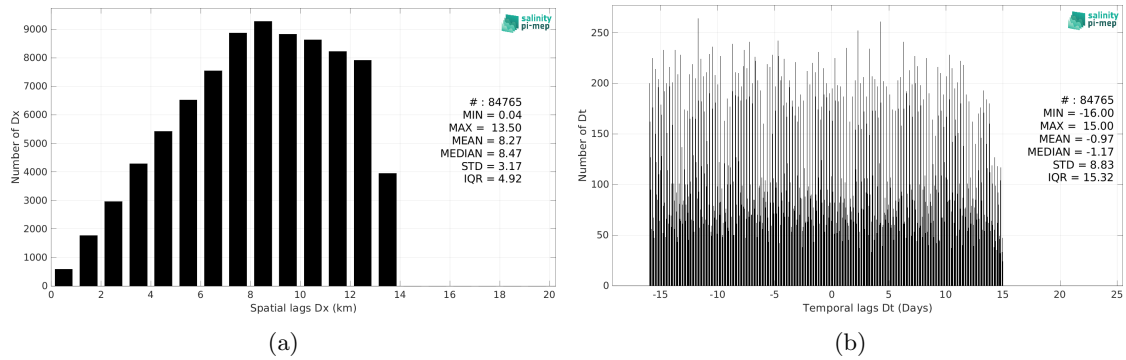 salinity
pi-mep
9000
8000
7000
6000
5000
4000
3000
2000
1000
0
Number of Dx
# : 84765
MIN = 0.04
MAX = 13.50
MEAN = 8.27
MEDIAN = 8.47
STD = 3.17
IQR = 4.92
0 2 4 6 8 10 12 14 16 18 20
Spatial lags Dx (km)
(a)
salinity
pi-mep
250
200
150
100
50
0
Number of Dt
# : 84765
MIN = -16.00
MAX = 15.00
MEAN = -0.97
MEDIAN = -1.17
STD = 8.83
IQR = 15.32
-15 -10 -5 0 5 10 15 20 25
Temporal lags Dt (Days)
(b)